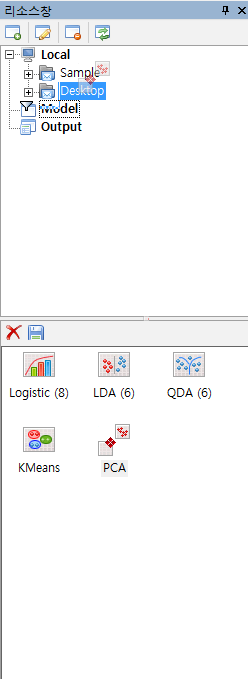 리소스창
Local
Sample
Desktop
Model
Output
Logistic (8)
LDA (6)
QDA (6)
KMeans
PCA